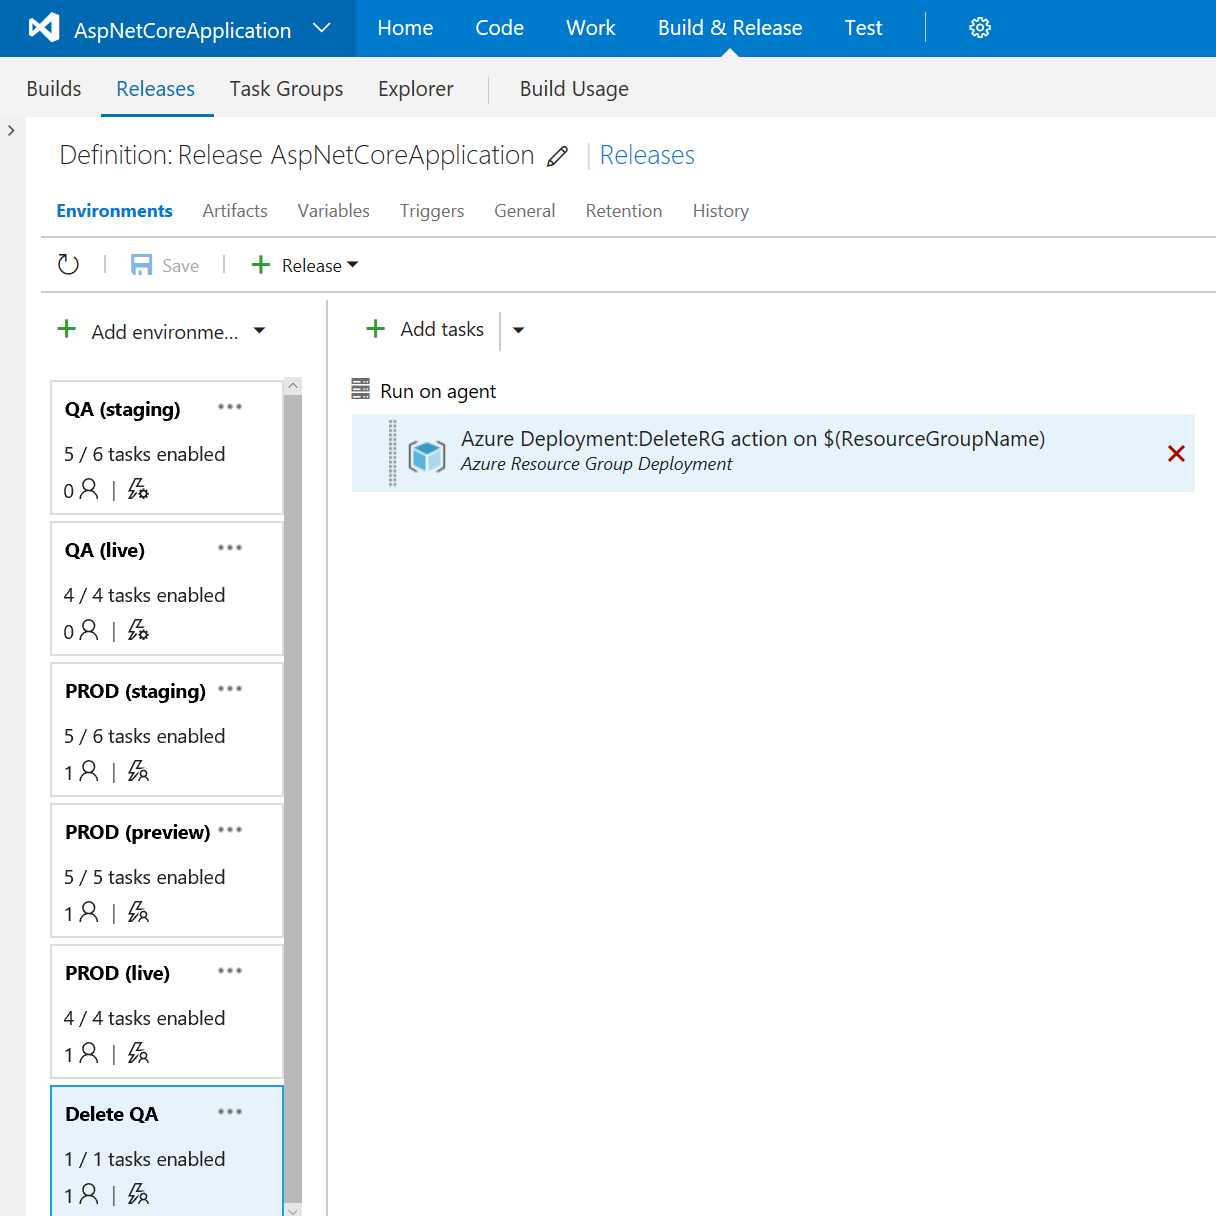 AspNetCoreApplication
Home Code Work Build & Release Test
Builds Releases Task Groups Explorer Build Usage
Definition: Release AspNetCoreApplication Releases
Environments Artifacts Variables Triggers General Retention History
Save Release
Add environme...
Add tasks
Run on agent
Azure Deployment:DeleteRG action on $(ResourceGroupName)
Azure Resource Group Deployment
QA (staging)
5 / 6 tasks enabled
0
QA (live)
4 / 4 tasks enabled
0
PROD (staging)
5 / 6 tasks enabled
1
PROD (preview)
5 / 5 tasks enabled
1
PROD (live)
4 / 4 tasks enabled
1
Delete QA
1 / 1 tasks enabled
1